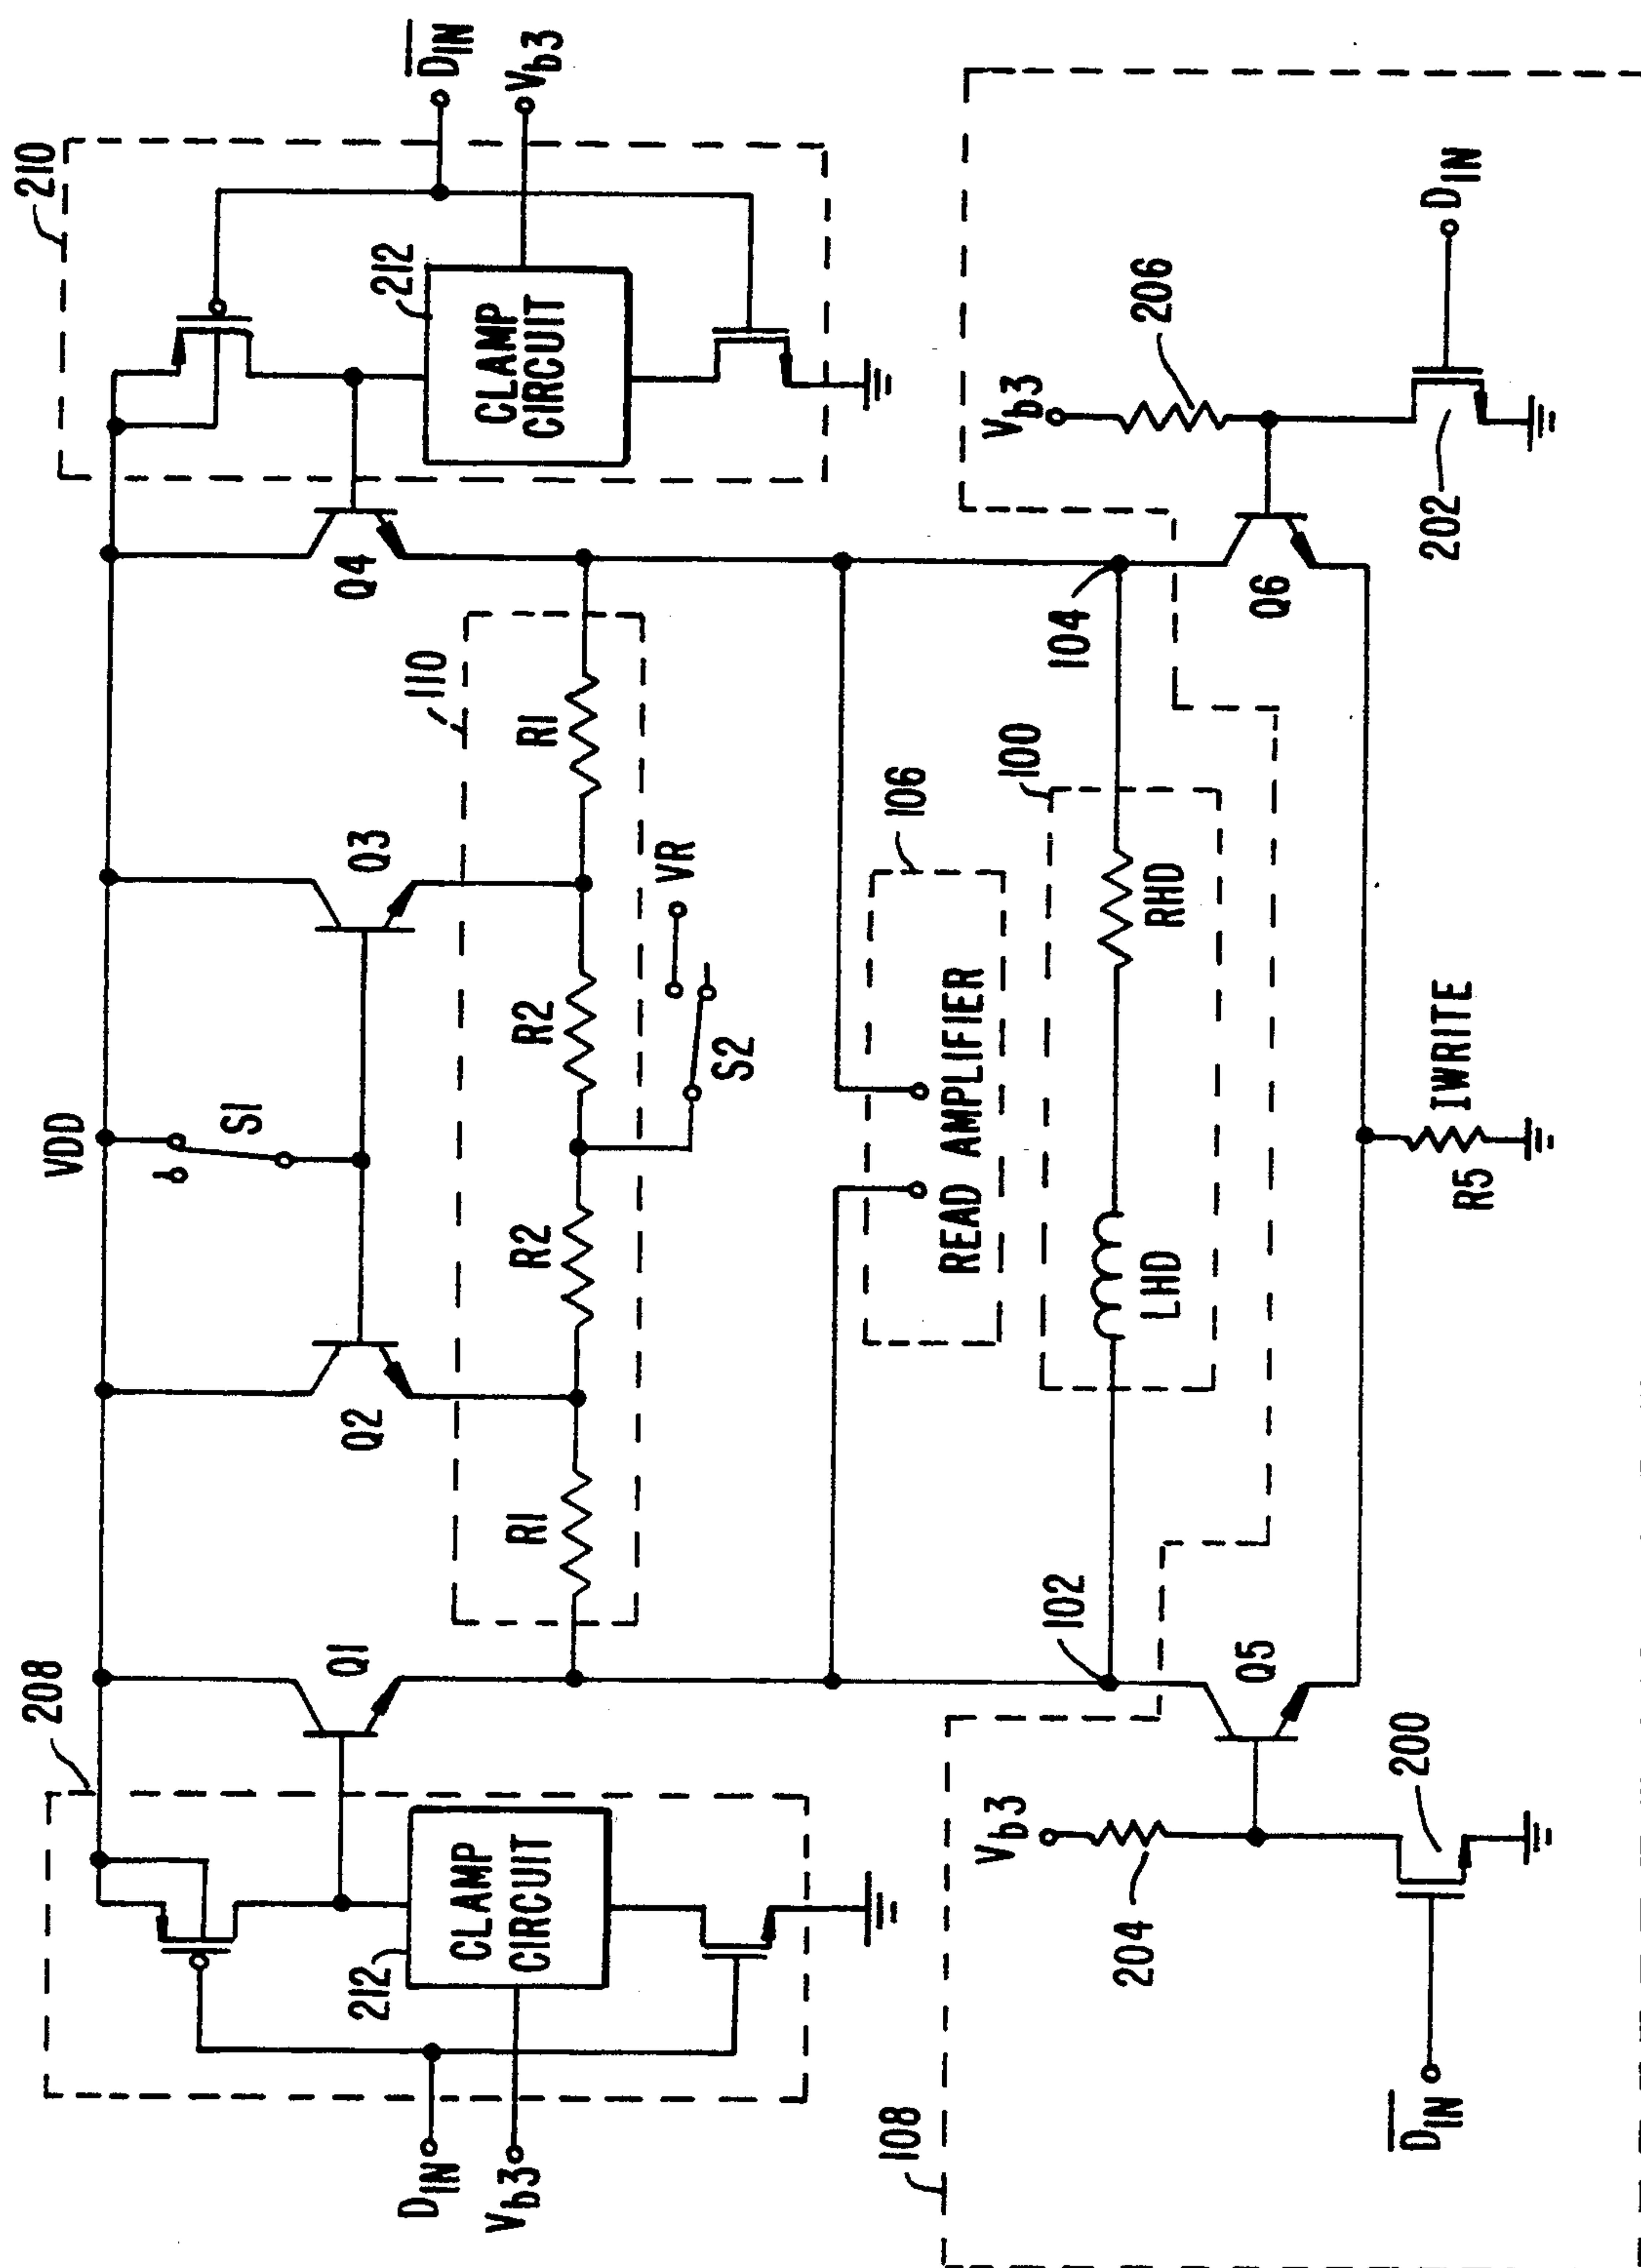 210
D̅IN
Vb3
212
CLAMP
CIRCUIT
Q4
VDD
S1
Q3
Q2
110
R1
R2
R2
R1
VR
S2
208
Q1
212
CLAMP
CIRCUIT
DIN
Vb3
106
READ AMPLIFIER
100
LHD
RHD
102
104
108
Vb3
204
Q5
200
D̅IN
R5
IWRITE
Q6
Vb3
206
202
DIN